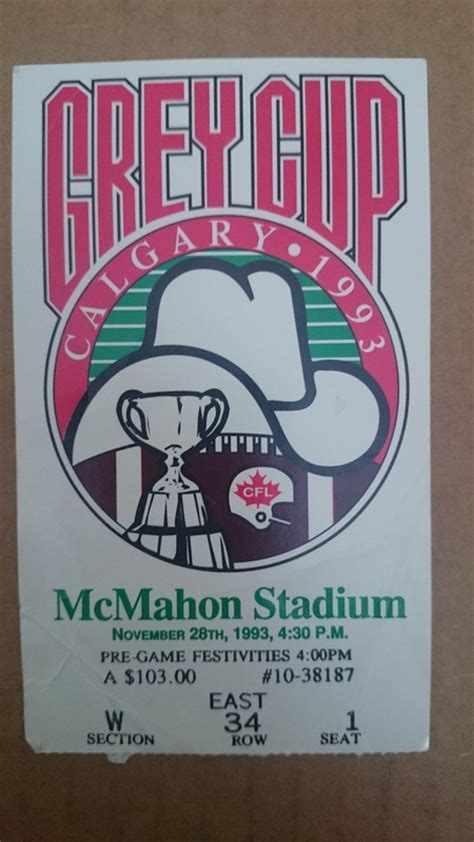 GREY CUP
CALGARY • 1993
CFL
McMahon Stadium
NOVEMBER 28TH, 1993, 4:30 P.M.
PRE-GAME FESTIVITIES 4:00PM
A $103.00 #10-38187
EAST
W 34 1
SECTION ROW SEAT